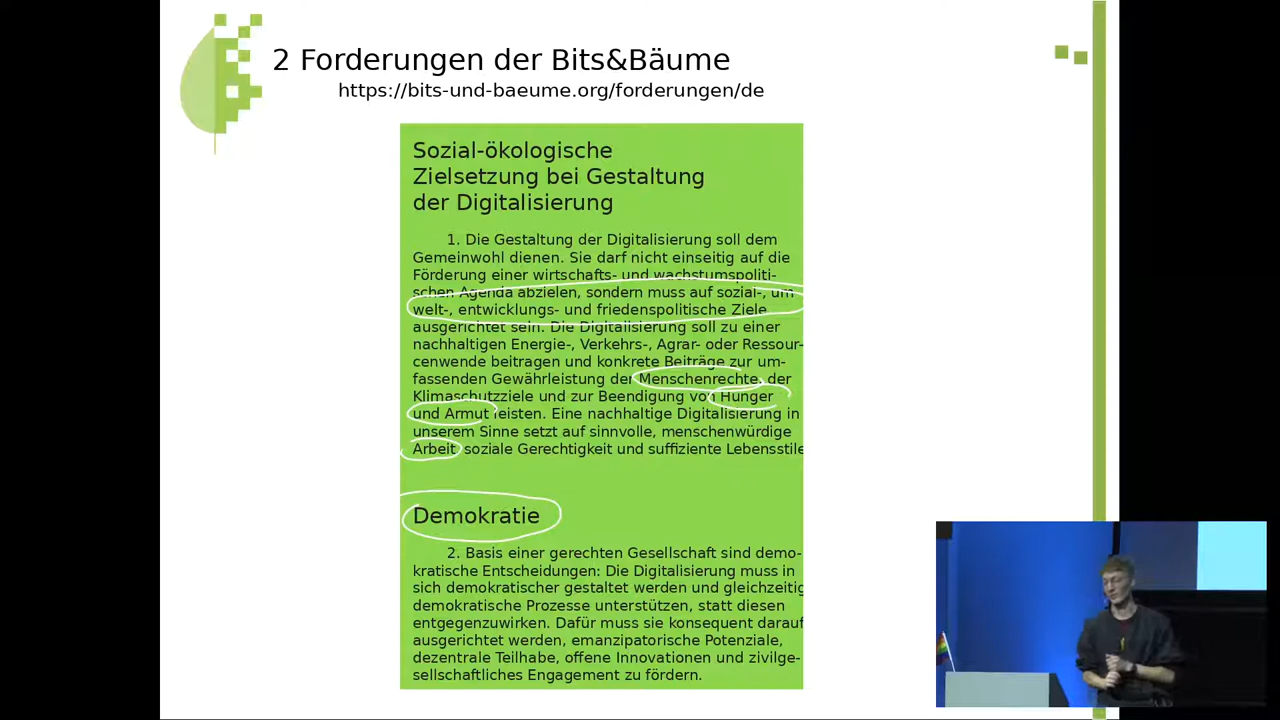 2 Forderungen der Bits&Bäume
https://bits-und-baeume.org/forderungen/de
Sozial-ökologische
Zielsetzung bei Gestaltung
der Digitalisierung
1. Die Gestaltung der Digitalisierung soll dem
Gemeinwohl dienen. Sie darf nicht einseitig auf die
Förderung einer wirtschafts- und wachstumspoliti-
schen Agenda abzielen, sondern muss auf sozial-, um
welt-, entwicklungs- und friedenspolitische Ziele
ausgerichtet sein. Die Digitalisierung soll zu einer
nachhaltigen Energie-, Verkehrs-, Agrar- oder Ressour-
cenwende beitragen und konkrete Beiträge zur um-
fassenden Gewährleistung der Menschenrechte, der
Klimaschutzziele und zur Beendigung von Hunger
und Armut leisten. Eine nachhaltige Digitalisierung in
unserem Sinne setzt auf sinnvolle, menschenwürdige
Arbeit soziale Gerechtigkeit und suffiziente Lebensstile
Demokratie
2. Basis einer gerechten Gesellschaft sind demo-
kratische Entscheidungen: Die Digitalisierung muss in
sich demokratischer gestaltet werden und gleichzeitig
demokratische Prozesse unterstützen, statt diesen
entgegenzuwirken. Dafür muss sie konsequent darauf
ausgerichtet werden, emanzipatorische Potenziale,
dezentrale Teilhabe, offene Innovationen und zivilge-
sellschaftliches Engagement zu fördern.